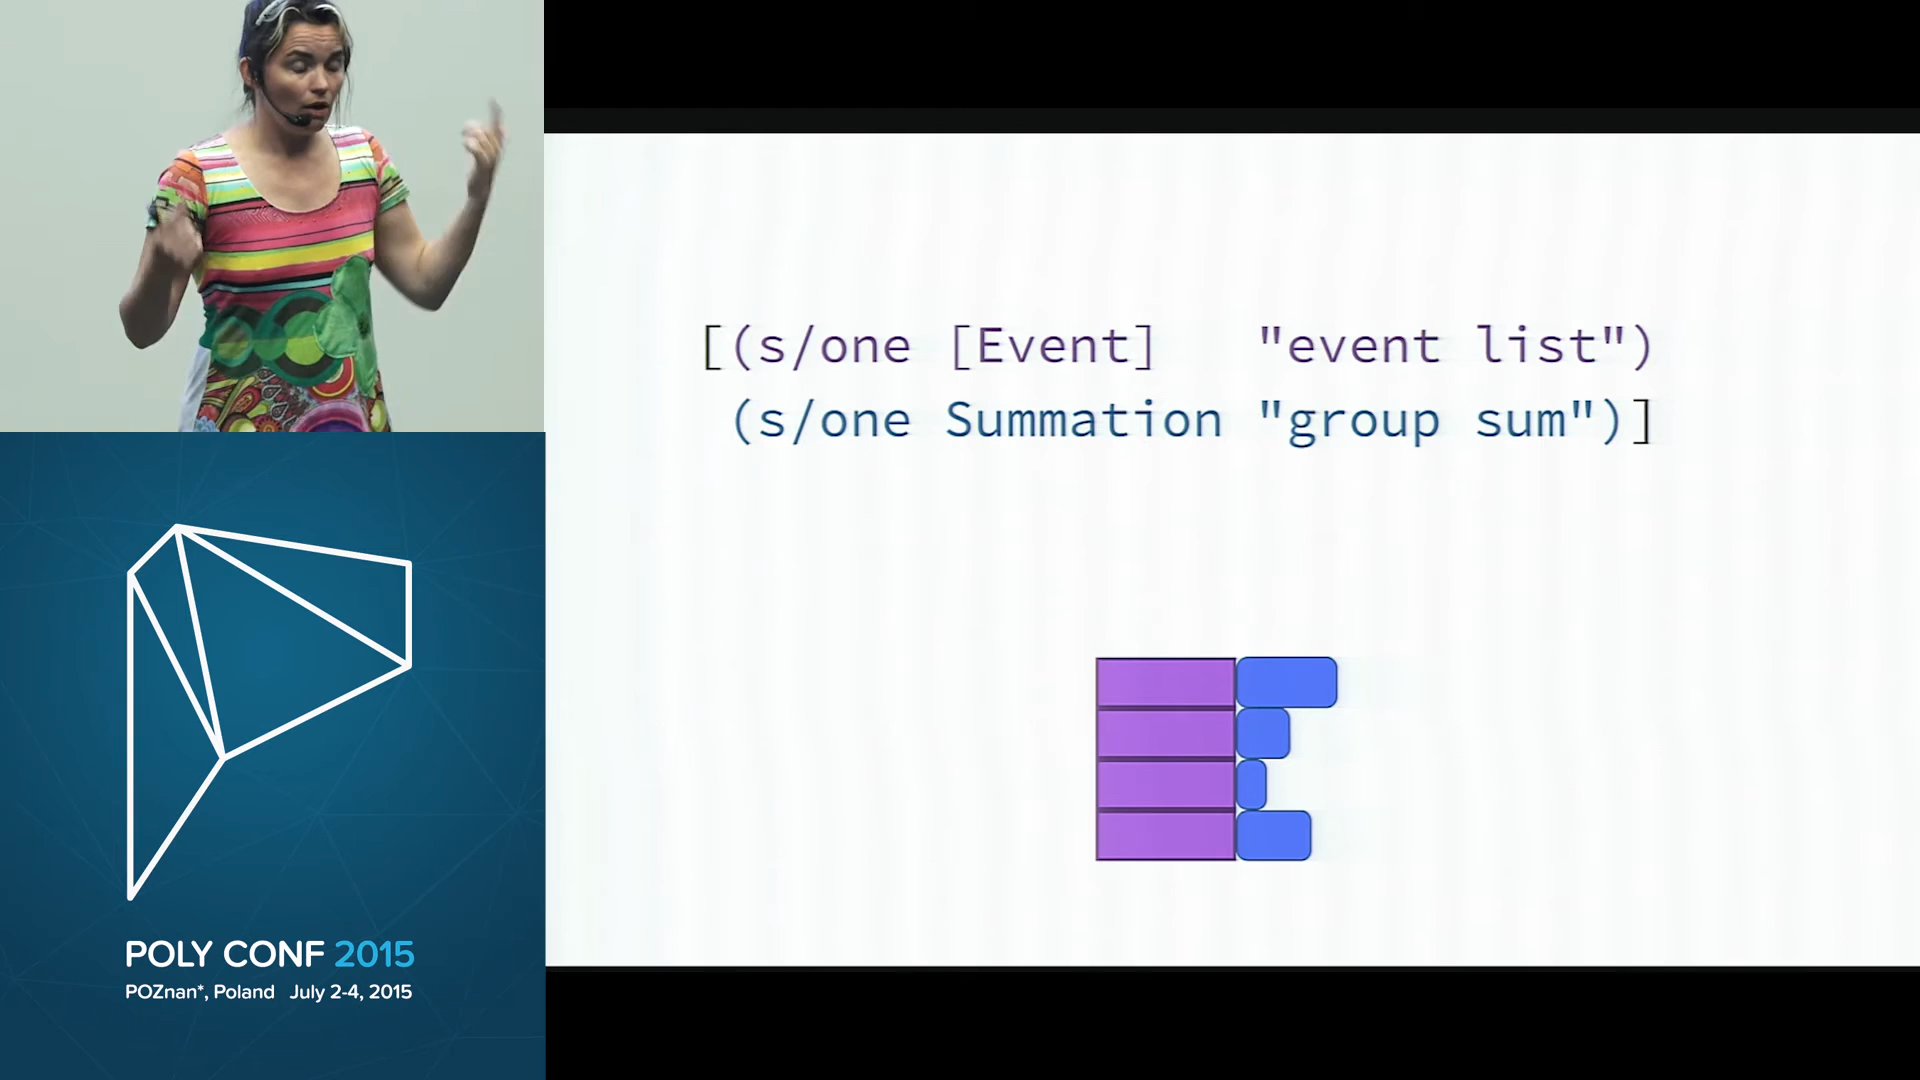 [(s/one [Event]   "event list")
(s/one Summation "group sum")]
POLY CONF 2015
POZnan*, Poland   July 2-4, 2015